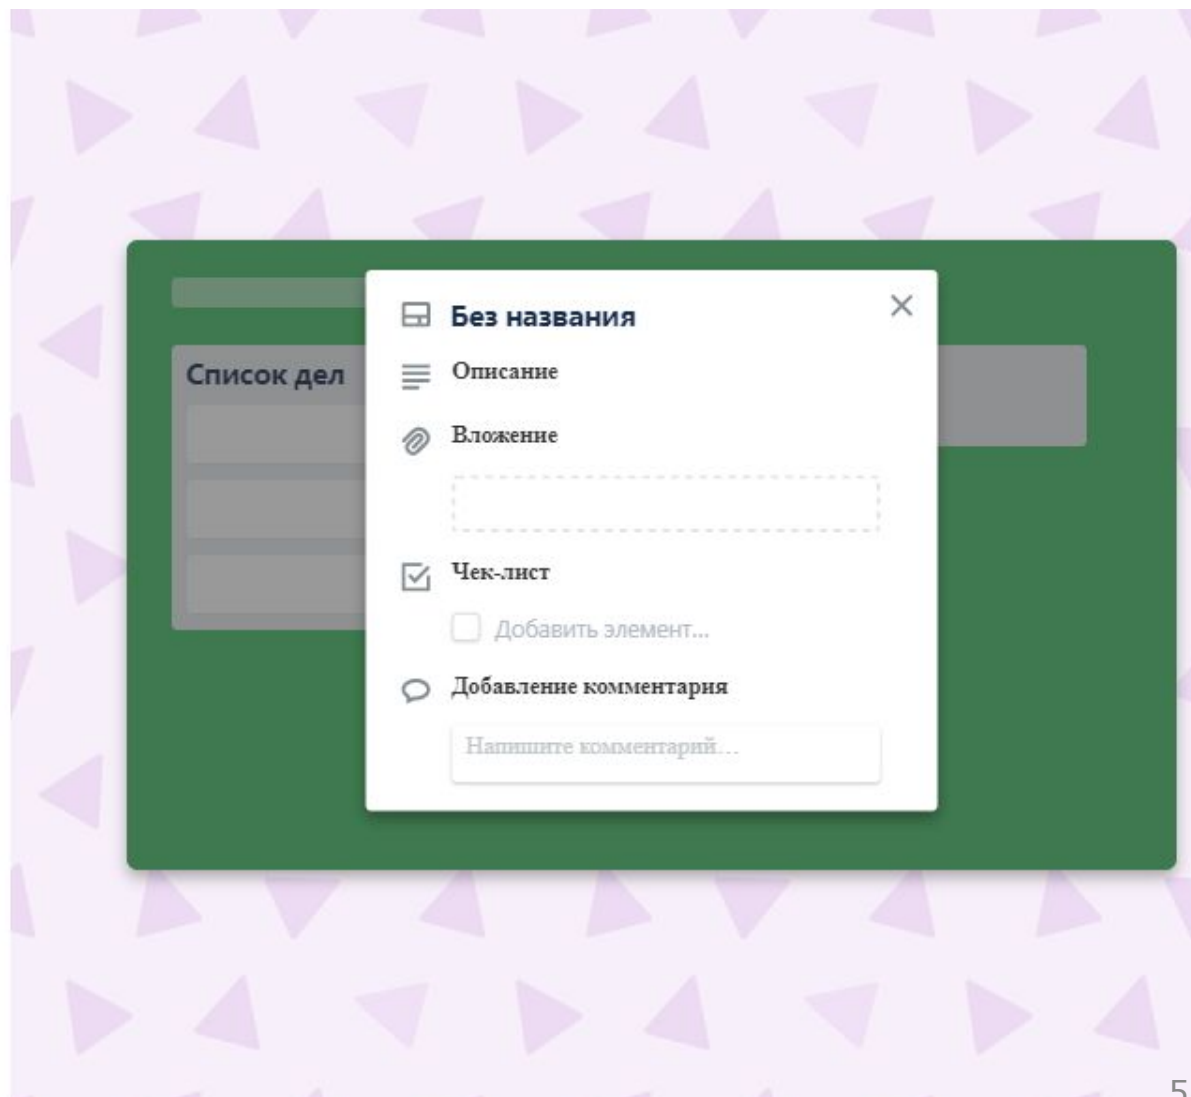 Без названия
Список дел
Описание
Вложение
Чек-лист
Добавить элемент...
Добавление комментария
Напишите комментарий...
5